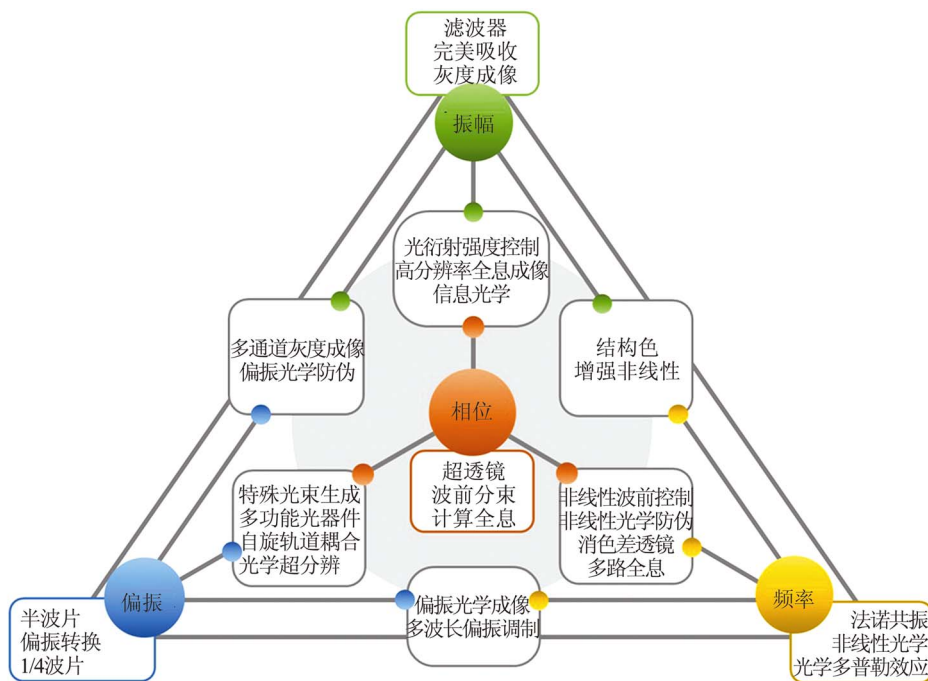 滤波器
完美吸收
灰度成像
振幅
光衍射强度控制
高分辨率全息成像
信息光学
多通道灰度成像
偏振光学防伪
结构色
增强非线性
相位
超透镜
波前分束
计算全息
特殊光束生成
多功能光器件
自旋轨道耦合
光学超分辨
非线性波前控制
非线性光学防伪
消色差透镜
多路全息
偏振
半波片
偏振转换
1/4波片
偏振光学成像
多波长偏振调制
频率
法诺共振
非线性光学
光学多普勒效应